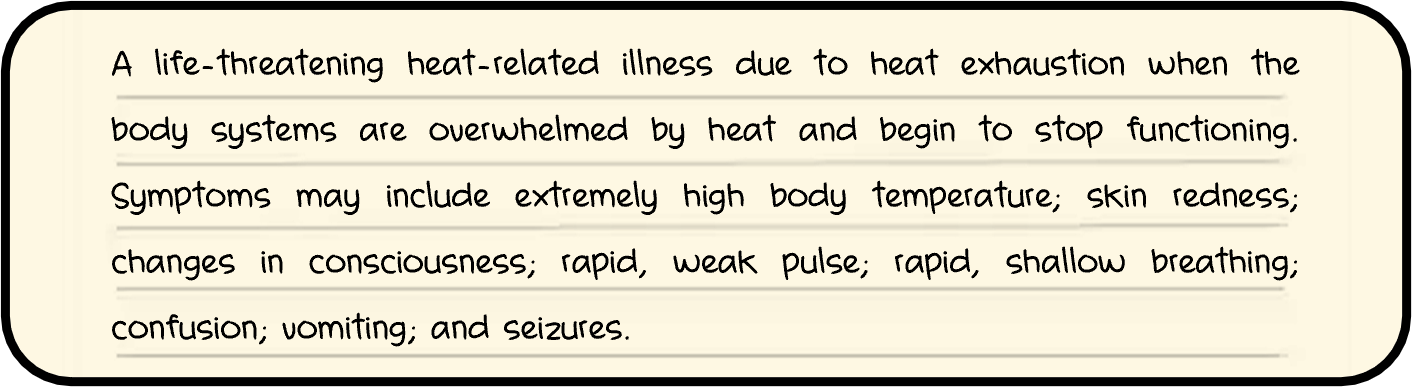 A life-threatening heat-related illness due to heat exhaustion when the
body systems are overwhelmed by heat and begin to stop functioning.
Symptoms may include extremely high body temperature; skin redness;
changes in consciousness; rapid, weak pulse; rapid, shallow breathing;
confusion; vomiting; and seizures.